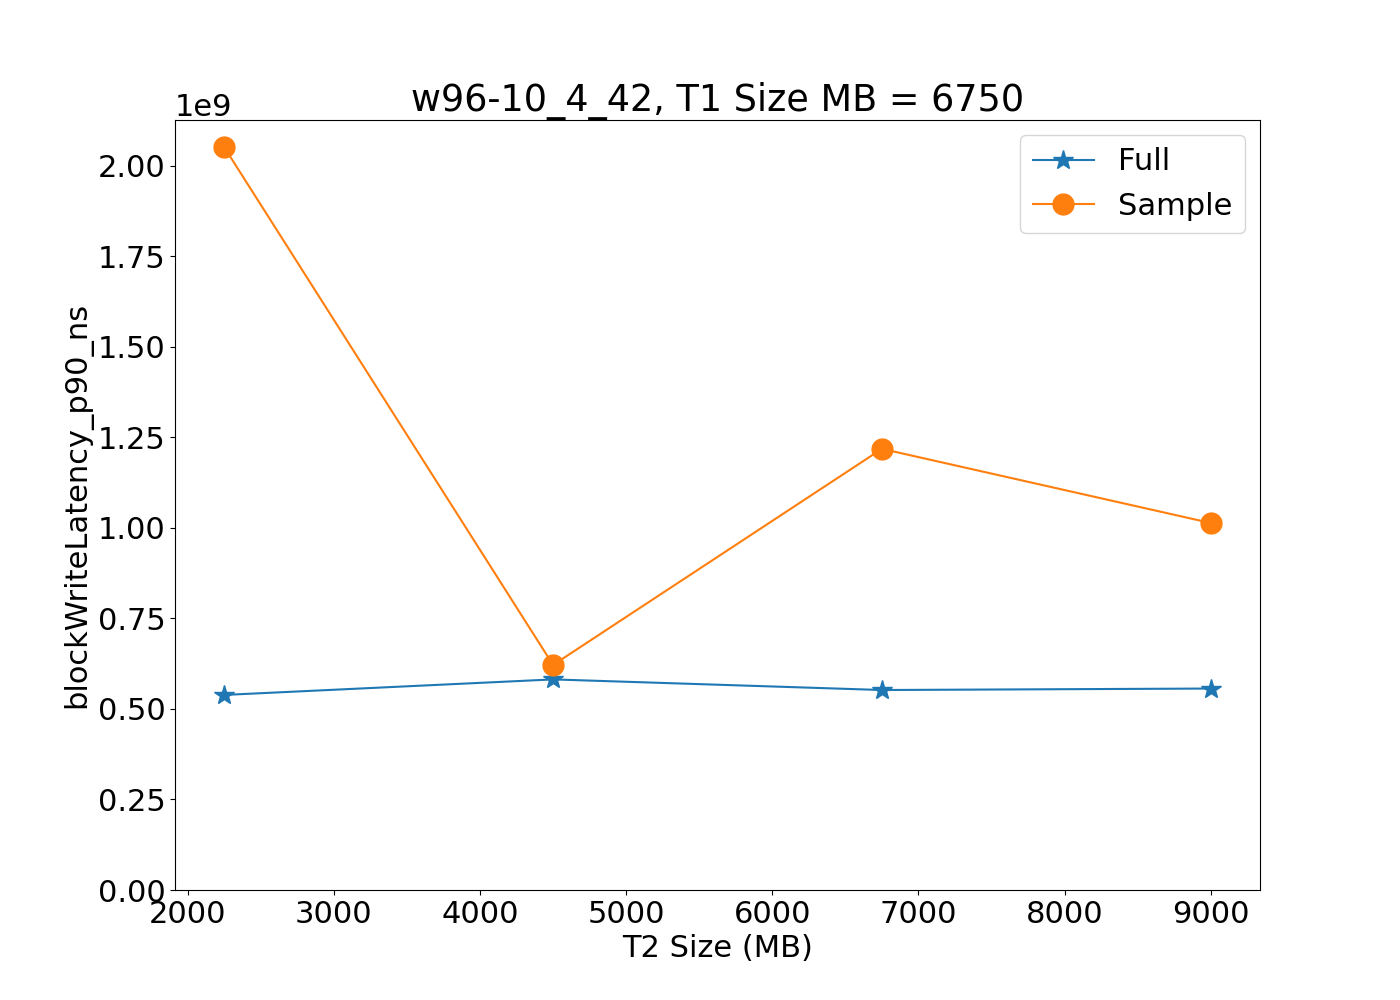 w96-10_4_42, T1 Size MB = 6750
1e9
Full
Sample
2.00
1.75
1.50
1.25
1.00
0.75
0.50
0.25
0.00
blockWriteLatency_p90_ns
2000 3000 4000 5000 6000 7000 8000 9000
T2 Size (MB)